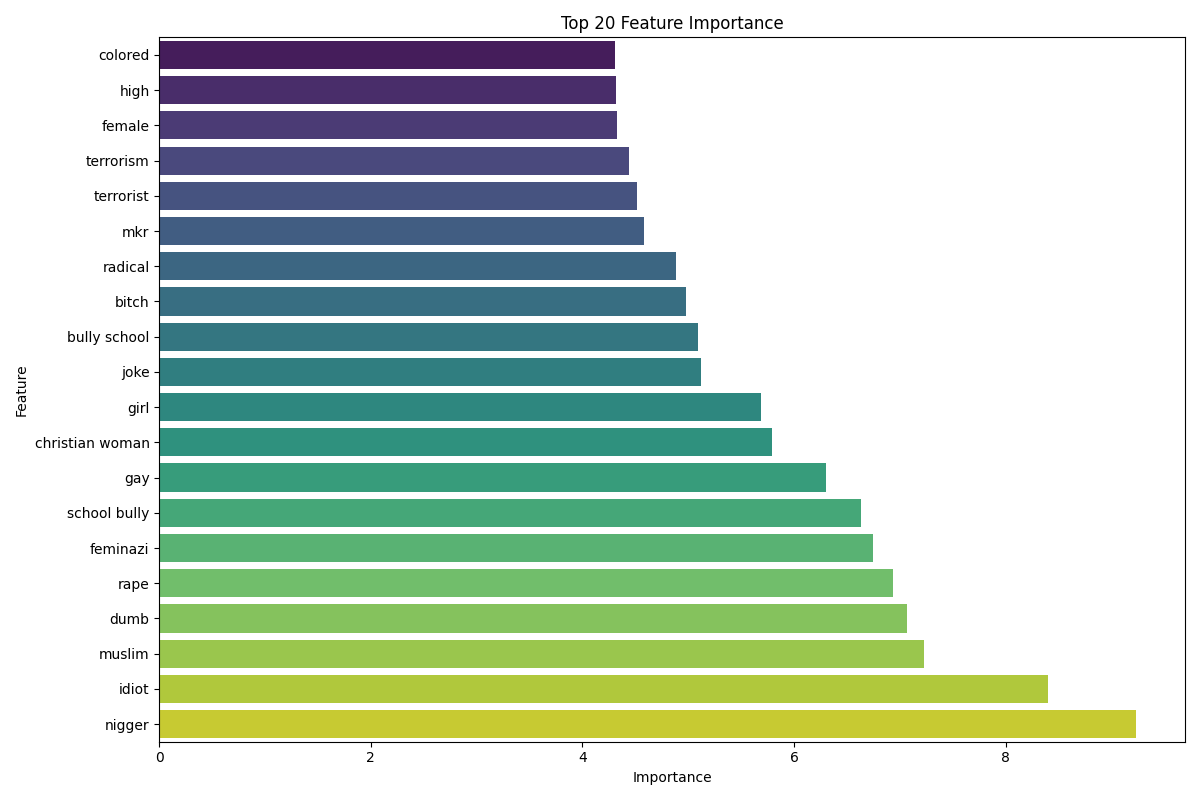 Top 20 Feature Importance
colored
high
female
terrorism
terrorist
mkr
radical
bitch
bully school
joke
girl
christian woman
gay
school bully
feminazi
rape
dumb
muslim
idiot
nigger
Feature
0 2 4 6 8
Importance